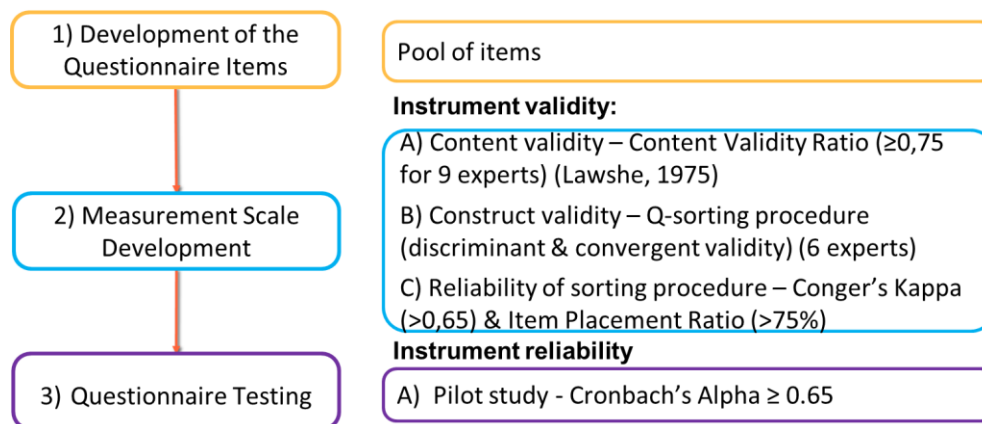 1) Development of the
Questionnaire Items
Pool of items
Instrument validity:
A) Content validity – Content Validity Ratio (≥0,75
for 9 experts) (Lawshe, 1975)
2) Measurement Scale
Development
B) Construct validity – Q-sorting procedure
(discriminant & convergent validity) (6 experts)
C) Reliability of sorting procedure – Conger’s Kappa
(>0,65) & Item Placement Ratio (>75%)
Instrument reliability
3) Questionnaire Testing
A) Pilot study - Cronbach’s Alpha ≥ 0.65